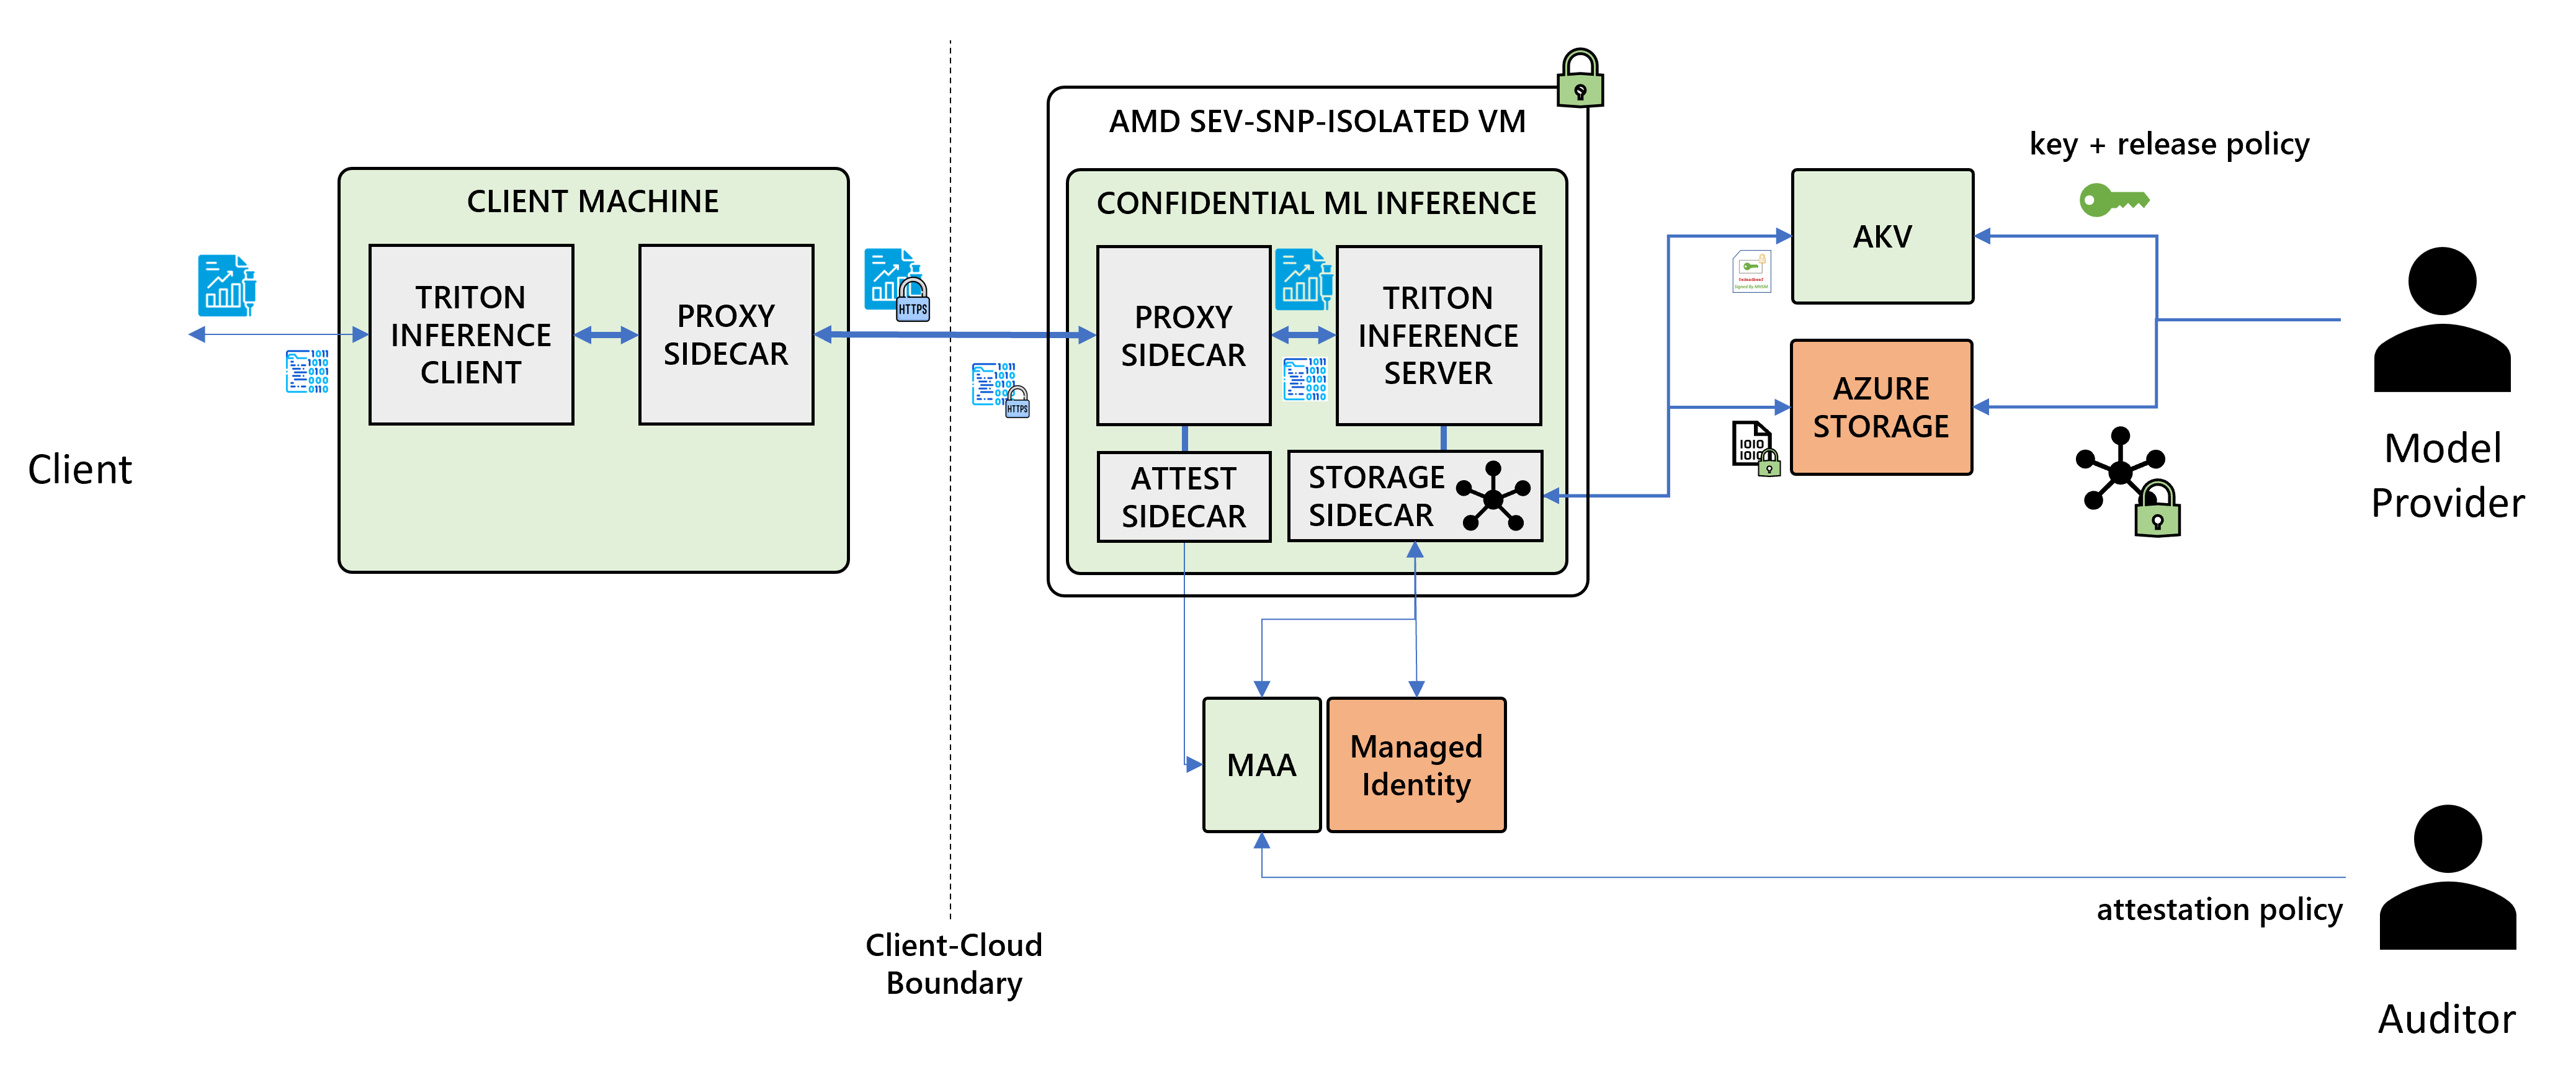 AMD SEV-SNP-ISOLATED VM
key + release policy
CLIENT MACHINE
CONFIDENTIAL ML INFERENCE
AKV
TRITON
INFERENCE
CLIENT
PROXY
SIDECAR
HTTPS
HTTPS
PROXY
SIDECAR
TRITON
INFERENCE
SERVER
AZURE
STORAGE
Client
ATTEST
SIDECAR
STORAGE
SIDECAR
Model
Provider
MAA
Managed
Identity
attestation policy
Client-Cloud
Boundary
Auditor